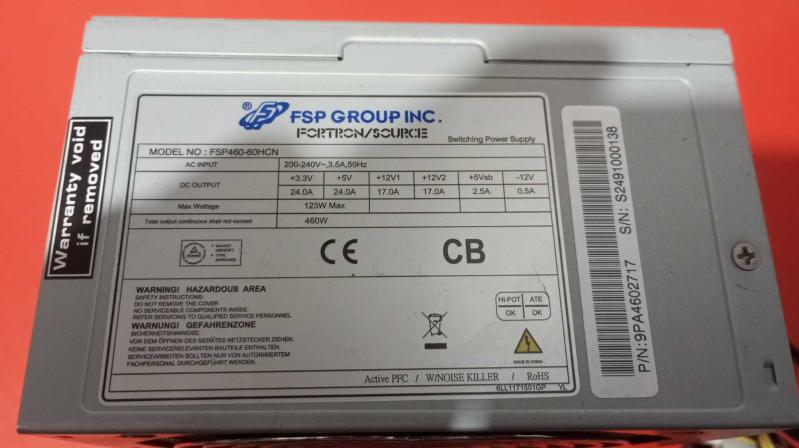 Warranty void
if removed
FSP GROUP INC.
FORTRON/SOURCE
Switching Power Supply
MODEL NO : FSP460-60HCN
AC INPUT 200-240V~,3.5A,50Hz
DC OUTPUT +3.3V +5V +12V1 +12V2 +5Vsb -12V
24.0A 24.0A 17.0A 17.0A 2.5A 0.5A
Max Wattage 123W Max
Total output continuous shall not exceed 460W
CE
CB
WARNING! HAZARDOUS AREA
SAFETY INSTRUCTIONS:
DO NOT REMOVE THE COVER
NO SERVICEABLE COMPONENTS INSIDE.
REFER SERVICING TO QUALIFIED SERVICE PERSONNEL.
WARNUNG! GEFAHRENZONE
SICHERHEITSHINWEISE:
VOR DEM ÖFFNEN DES GERÄTES NETZSTECKER ZIEHEN.
KEINE SERVICERELEVANTEN BAUTEILE ENTHALTEN.
SERVICEARBEITEN SOLLTEN NUR VON AUTORISIERTEM
FACHPERSONAL DURCHGEFÜHRT WERDEN.
HI-POT ATE
OK OK
MADE IN CHINA
Active PFC / W/NOISE KILLER / RoHS
6LL1171501GP YL
P/N:9PA4602717 S/N: S2491000138